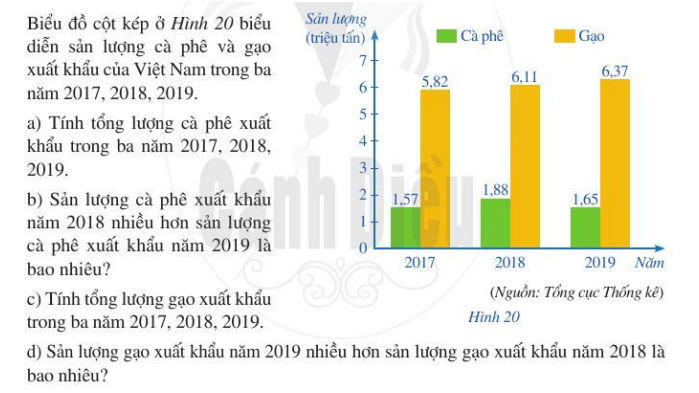 Biểu đồ cột kép ở Hình 20 biểu
diễn sản lượng cà phê và gạo
xuất khẩu của Việt Nam trong ba
năm 2017, 2018, 2019.
a) Tính tổng lượng cà phê xuất
khẩu trong ba năm 2017, 2018,
2019.
b) Sản lượng cà phê xuất khẩu
năm 2018 nhiều hơn sản lượng
cà phê xuất khẩu năm 2019 là
bao nhiêu?
c) Tính tổng lượng gạo xuất khẩu
trong ba năm 2017, 2018, 2019.
Sản lượng
(triệu tấn)
Cà phê
Gạo
7
6
5
4
3
2
1
0
1,57
5,82
1,88
6,11
1,65
6,37
2017
2018
2019
Năm
(Nguồn: Tổng cục Thống kê)
Hình 20
d) Sản lượng gạo xuất khẩu năm 2019 nhiều hơn sản lượng gạo xuất khẩu năm 2018 là
bao nhiêu?
Cánh Diều